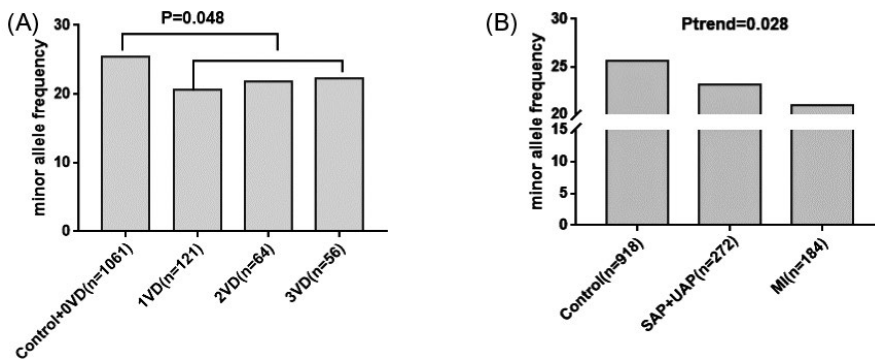 (A)
P=0.048
minor allele frequency
30
20
10
0
Control+0VD(n=1061)
1VD(n=121)
2VD(n=64)
3VD(n=56)
(B)
Ptrend=0.028
minor allele frequency
30
25
20
15
10
5
0
Control(n=918)
SAP+UAP(n=272)
MI(n=184)